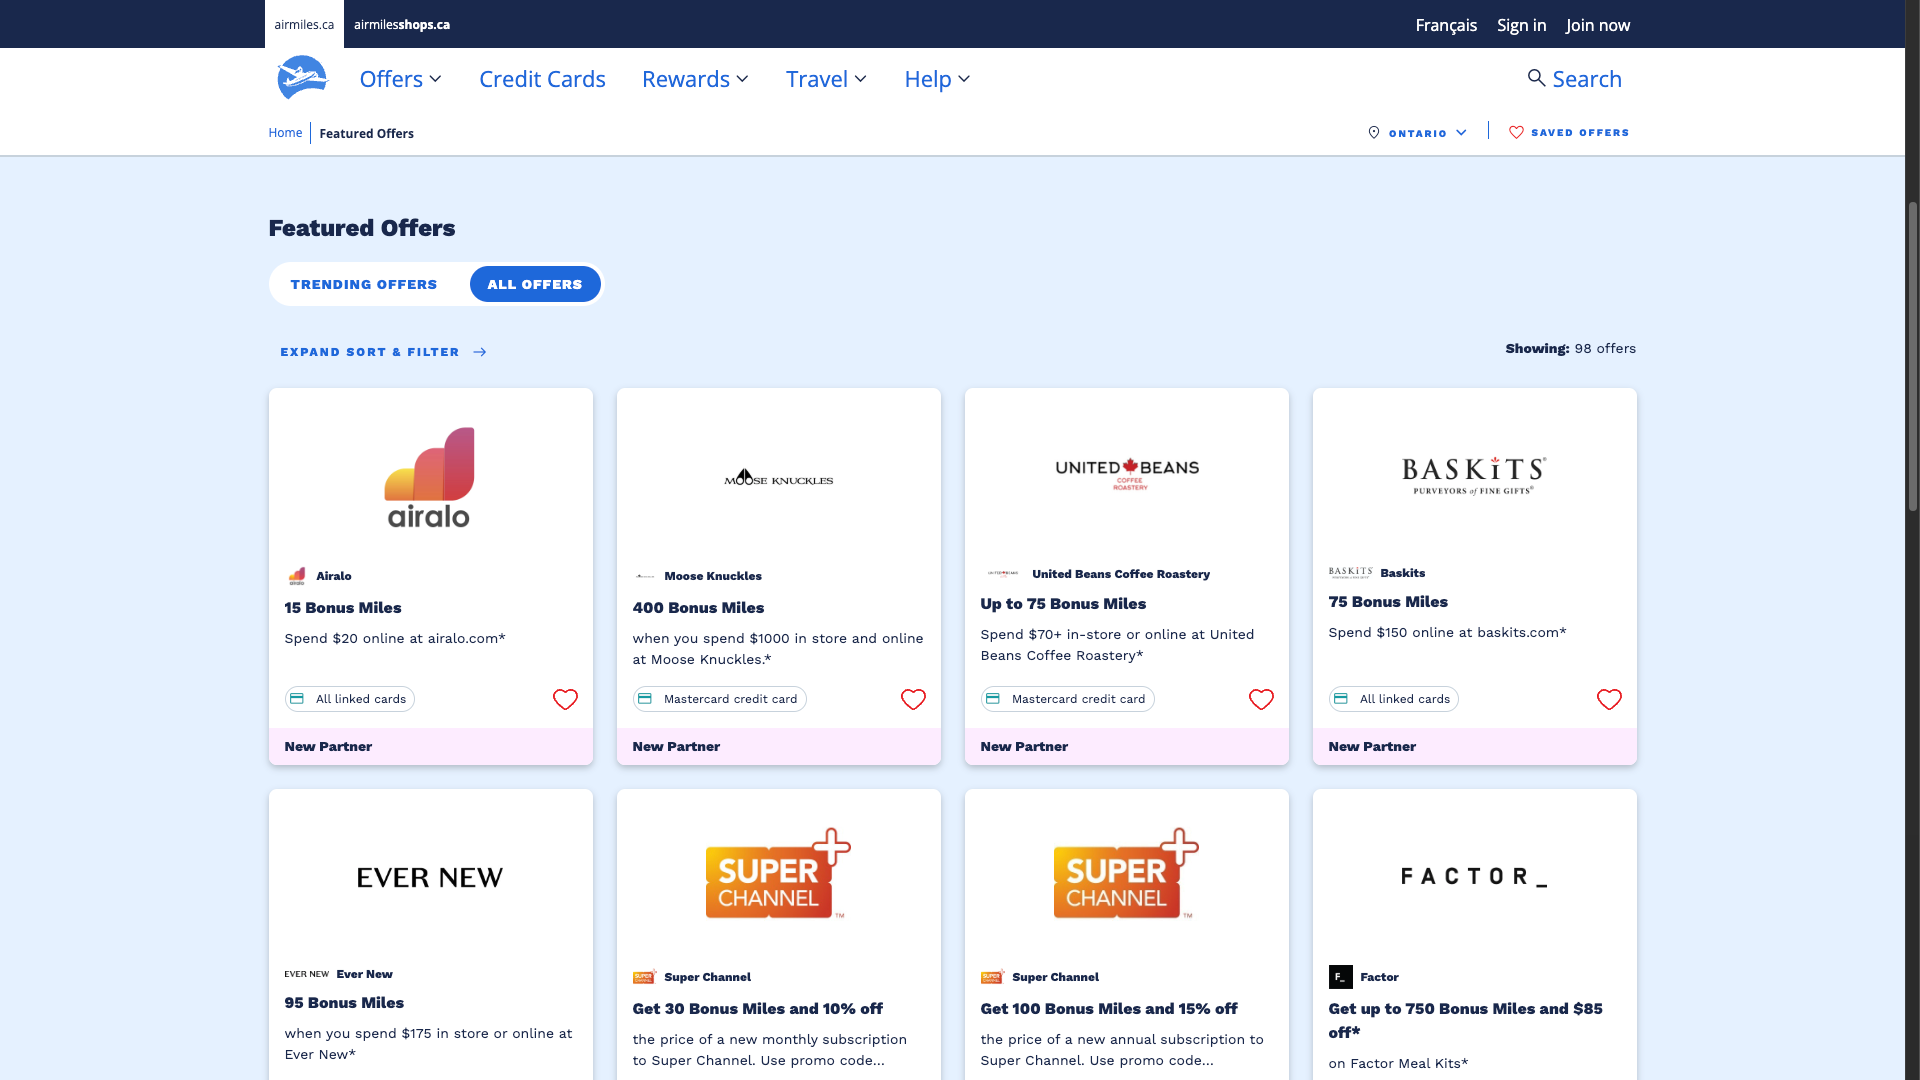 airmiles.ca airmilesshops.ca Français Sign in Join now
Offers Credit Cards Rewards Travel Help Search
Home Featured Offers ONTARIO SAVED OFFERS
Featured Offers
TRENDING OFFERS ALL OFFERS
EXPAND SORT & FILTER Showing: 98 offers
airalo
Airalo
15 Bonus Miles
Spend $20 online at airalo.com*
All linked cards
New Partner
MOOSE KNUCKLES
Moose Knuckles
400 Bonus Miles
when you spend $1000 in store and online
at Moose Knuckles.*
Mastercard credit card
New Partner
UNITED BEANS
COFFEE
ROASTERY
United Beans Coffee Roastery
Up to 75 Bonus Miles
Spend $70+ in-store or online at United
Beans Coffee Roastery*
Mastercard credit card
New Partner
BASKiTS®
PURVEYORS of FINE GIFTS®
BASKiTS
Baskits
75 Bonus Miles
Spend $150 online at baskits.com*
All linked cards
New Partner
EVER NEW
EVER NEW Ever New
95 Bonus Miles
when you spend $175 in store or online at
Ever New*
SUPER
CHANNEL™
SUPER
CHANNEL
Super Channel
Get 30 Bonus Miles and 10% off
the price of a new monthly subscription
to Super Channel. Use promo code...
SUPER
CHANNEL™
SUPER
CHANNEL
Super Channel
Get 100 Bonus Miles and 15% off
the price of a new annual subscription to
Super Channel. Use promo code...
FACTOR_
F_ Factor
Get up to 750 Bonus Miles and $85
off*
on Factor Meal Kits*